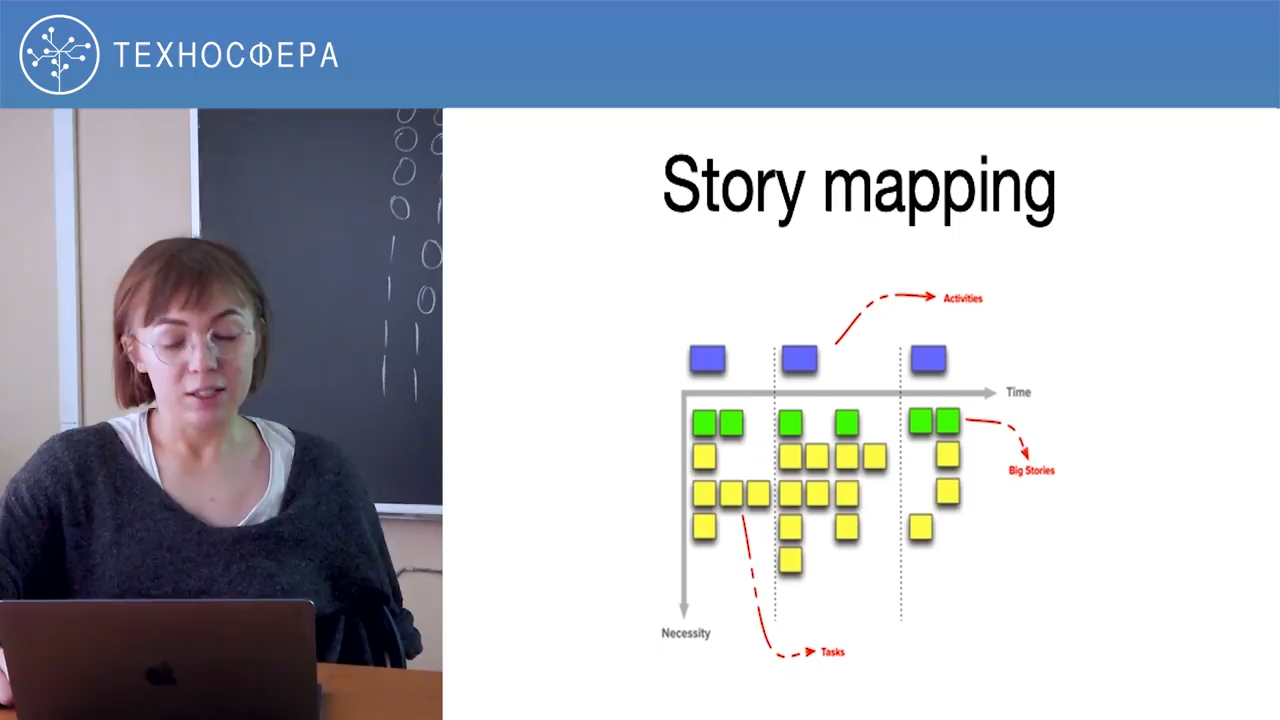 ТЕХНОСФЕРА
Story mapping
Activities
Time
Big Stories
Necessity
Tasks